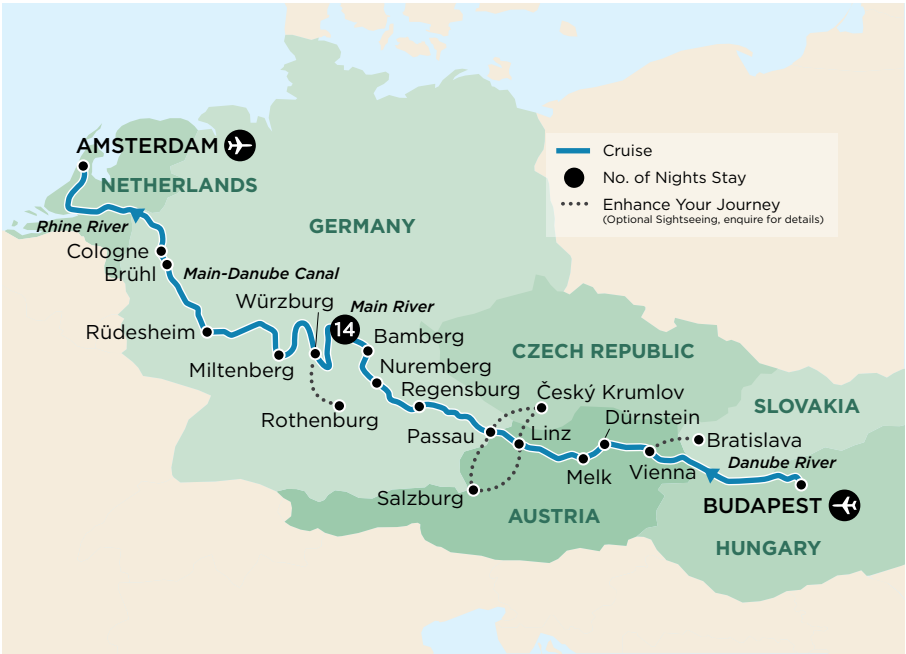 AMSTERDAM
NETHERLANDS
Cruise
No. of Nights Stay
Enhance Your Journey
(Optional Sightseeing, enquire for details)
Rhine River
GERMANY
Cologne
Brühl
Main-Danube Canal
Würzburg
Main River
14
Rüdesheim
Bamberg
Miltenberg
Nuremberg
CZECH REPUBLIC
Regensburg
Český Krumlov
Rothenburg
SLOVAKIA
Dürnstein
Passau
Linz
Bratislava
Melk
Vienna
Danube River
Salzburg
BUDAPEST
AUSTRIA
HUNGARY